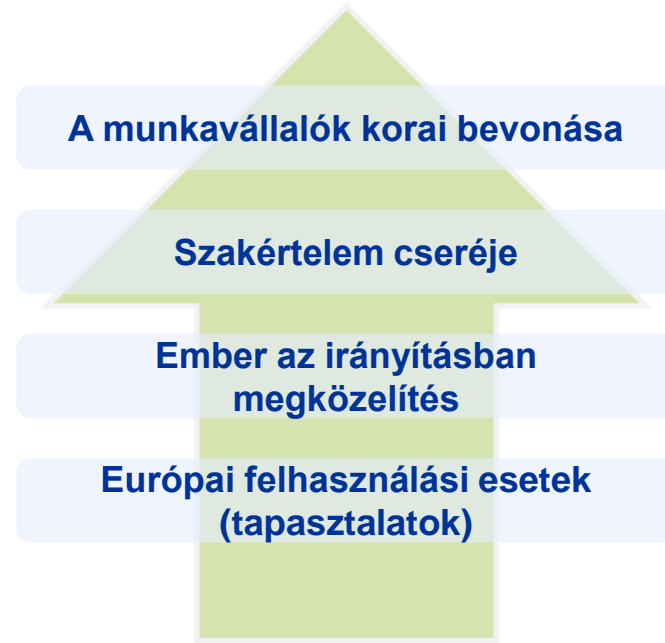 A munkavállalók korai bevonása
Szakértelem cseréje
Ember az irányításban
megközelítés
Európai felhasználási esetek
(tapasztalatok)